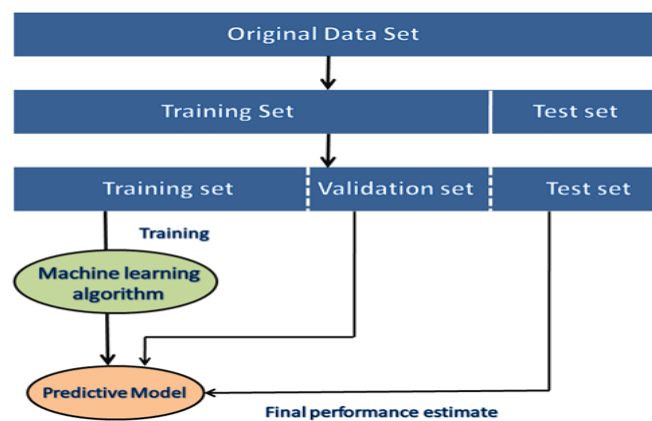 Original Data Set
Training Set
Test set
Training set
Validation set
Test set
Training
Machine learning
algorithm
Predictive Model
Final performance estimate